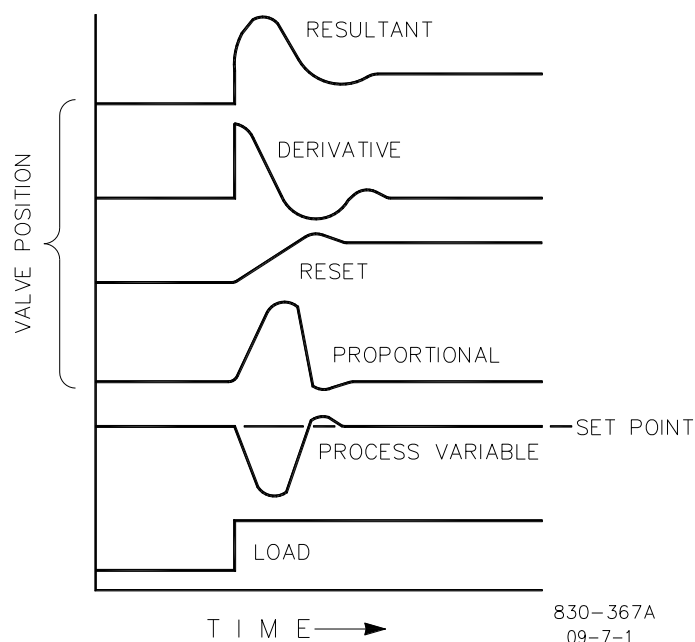 RESULTANT
DERIVATIVE
VALVE POSITION
RESET
PROPORTIONAL
SET POINT
PROCESS VARIABLE
LOAD
TIME
830-367A
09-7-1